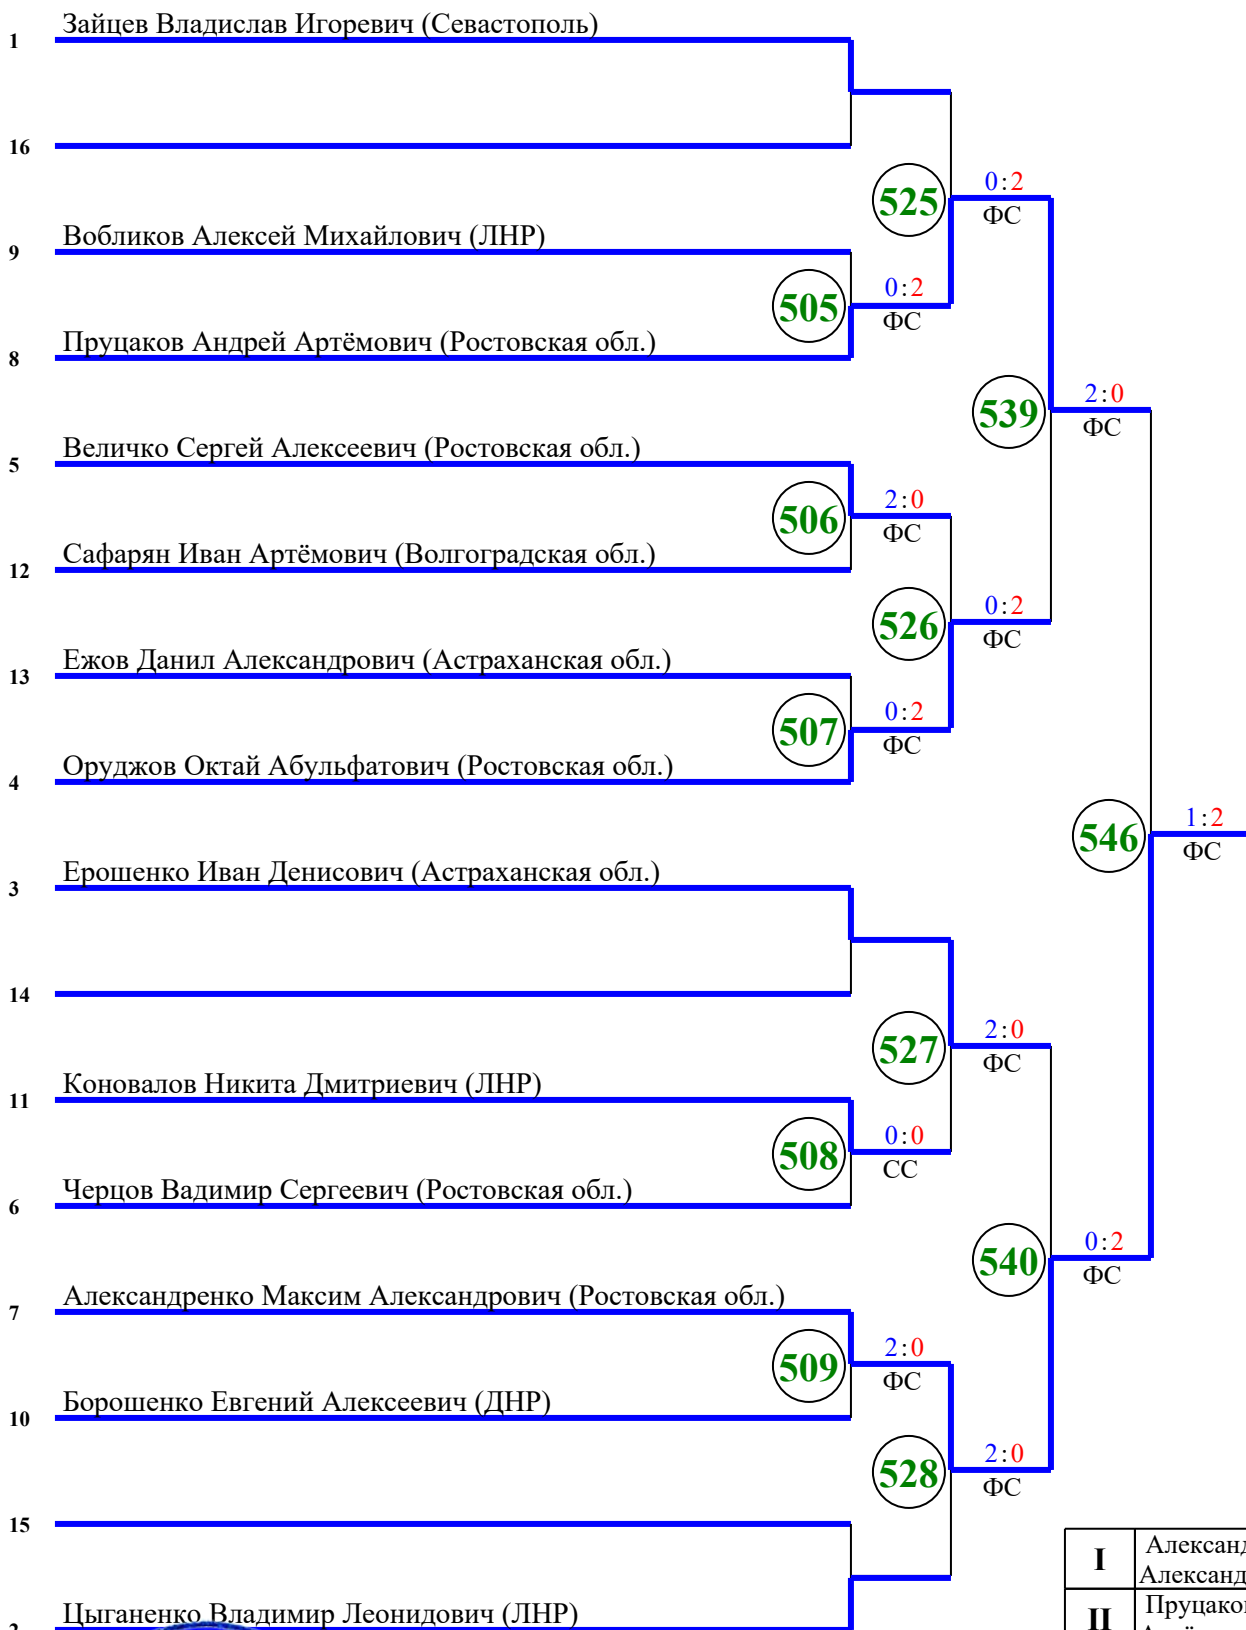 Зайцев Владислав Игоревич (Севастополь)
1
16
525
0:2
ФС
Вобликов Алексей Михайлович (ЛНР)
9
505
0:2
ФС
Пруцаков Андрей Артёмович (Ростовская обл.)
8
539
2:0
ФС
Величко Сергей Алексеевич (Ростовская обл.)
5
506
2:0
ФС
Сафарян Иван Артёмович (Волгоградская обл.)
12
526
0:2
ФС
Ежов Данил Александрович (Астраханская обл.)
13
507
0:2
ФС
Оруджов Октай Абульфатович (Ростовская обл.)
4
546
1:2
ФС
Ерошенко Иван Денисович (Астраханская обл.)
3
14
527
2:0
ФС
Коновалов Никита Дмитриевич (ЛНР)
11
508
0:0
СС
Черцов Вадимир Сергеевич (Ростовская обл.)
6
540
0:2
ФС
Александренко Максим Александрович (Ростовская обл.)
7
509
2:0
ФС
Борошенко Евгений Алексеевич (ДНР)
10
528
2:0
ФС
15
I
Александ
Александ
Цыганенко Владимир Леонидович (ЛНР)
2
II
Пруцаков